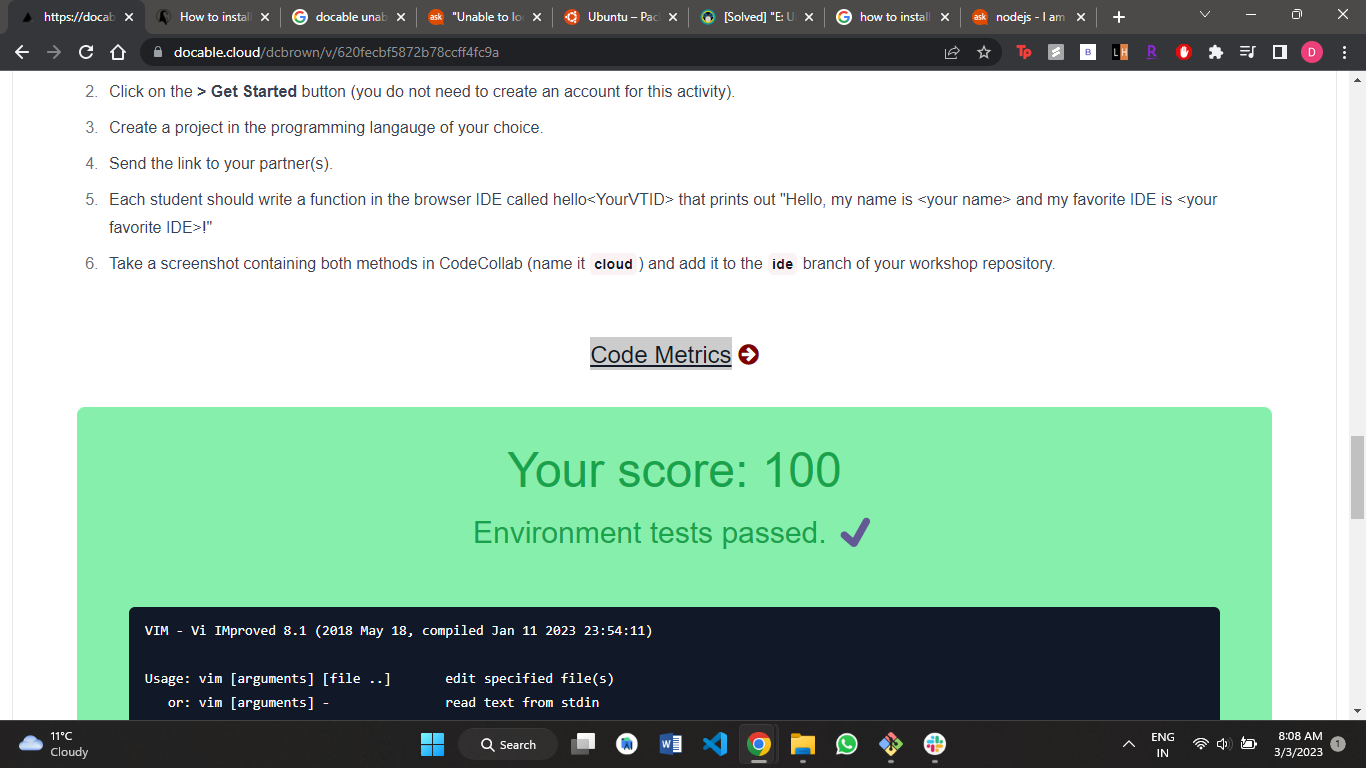 https://docab
How to instal
docable unab
"Unable to lo
Ubuntu – Pac
[Solved] "E: U
how to install
nodejs - I am
docable.cloud/dcbrown/v/620fecbf5872b78ccff4fc9a
2. Click on the > Get Started button (you do not need to create an account for this activity).
3. Create a project in the programming langauge of your choice.
4. Send the link to your partner(s).
5. Each student should write a function in the browser IDE called hello<YourVTID> that prints out "Hello, my name is <your name> and my favorite IDE is <your
favorite IDE>!"
6. Take a screenshot containing both methods in CodeCollab (name it cloud ) and add it to the ide branch of your workshop repository.
Code Metrics
Your score: 100
Environment tests passed.
VIM - Vi IMproved 8.1 (2018 May 18, compiled Jan 11 2023 23:54:11)
Usage: vim [arguments] [file ..] edit specified file(s)
or: vim [arguments] - read text from stdin
11°C
Cloudy
Search
ENG
IN
8:08 AM
3/3/2023
1